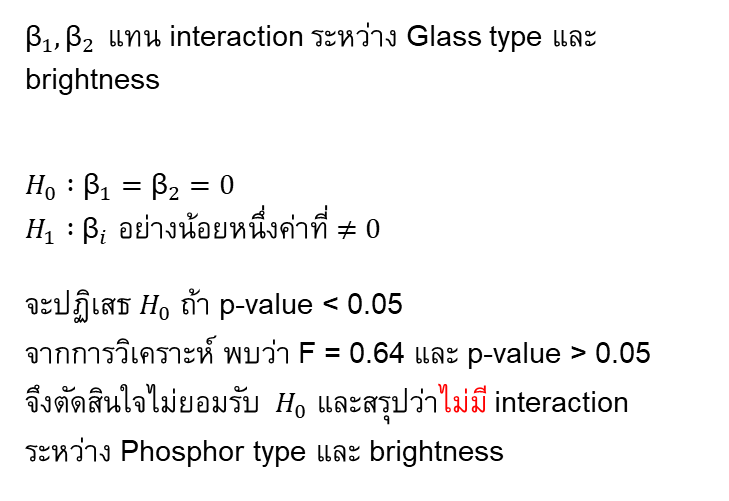 β₁, β₂ แทน interaction ระหว่าง Glass type และ
brightness
H₀ : β₁ = β₂ = 0
H₁ : βᵢ อย่างน้อยหนึ่งค่าที่ ≠ 0
จะปฏิเสธ H₀ ถ้า p-value < 0.05
จากการวิเคราะห์ พบว่า F = 0.64 และ p-value > 0.05
จึงตัดสินใจไม่ยอมรับ H₀ และสรุปว่าไม่มี interaction
ระหว่าง Phosphor type และ brightness